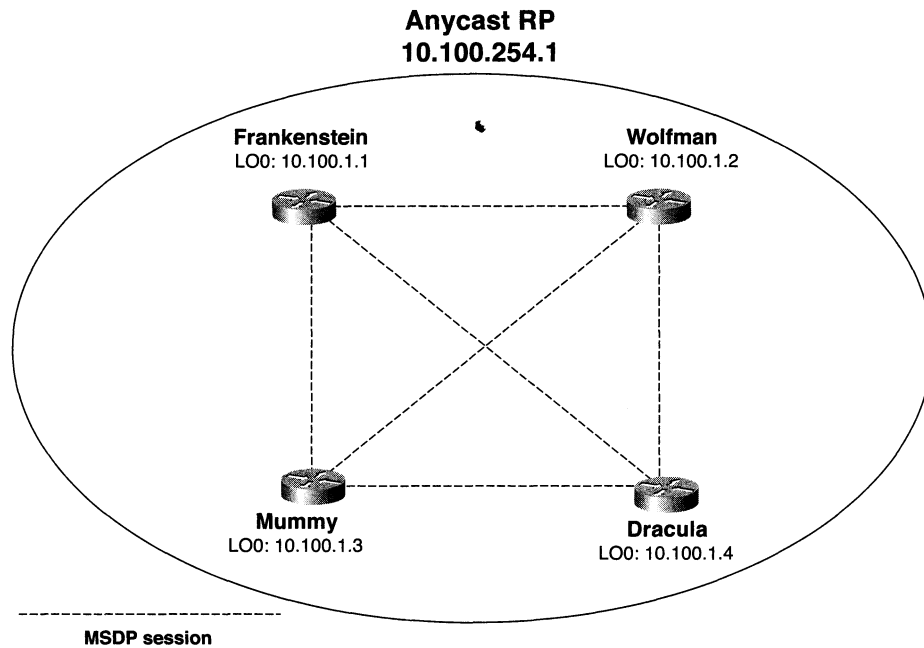 Anycast RP
10.100.254.1
Frankenstein
LO0: 10.100.1.1
Wolfman
LO0: 10.100.1.2
Mummy
LO0: 10.100.1.3
Dracula
LO0: 10.100.1.4
MSDP session